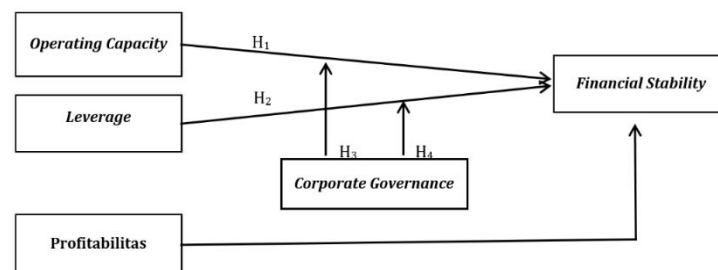 Operating Capacity
H1
Financial Stability
Leverage
H2
H3
H4
Corporate Governance
Profitabilitas